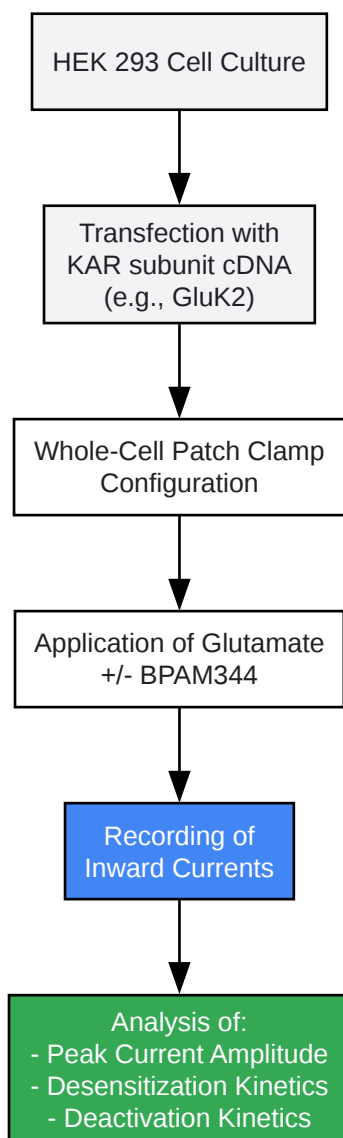 HEK 293 Cell Culture
Transfection with
KAR subunit cDNA
(e.g., GluK2)
Whole-Cell Patch Clamp
Configuration
Application of Glutamate
+/- BPAM344
Recording of
Inward Currents
Analysis of:
- Peak Current Amplitude
- Desensitization Kinetics
- Deactivation Kinetics